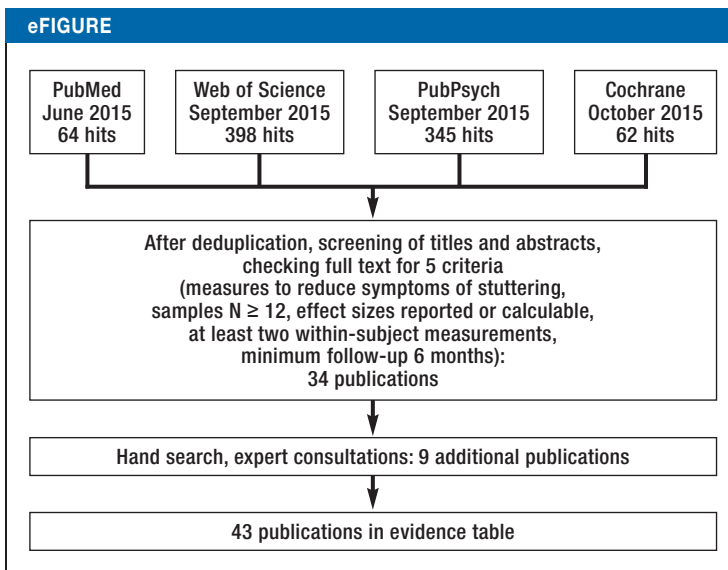 eFIGURE
PubMed
June 2015
64 hits
Web of Science
September 2015
398 hits
PubPsych
September 2015
345 hits
Cochrane
October 2015
62 hits
After deduplication, screening of titles and abstracts,
checking full text for 5 criteria
(measures to reduce symptoms of stuttering,
samples N ≥ 12, effect sizes reported or calculable,
at least two within-subject measurements,
minimum follow-up 6 months):
34 publications
Hand search, expert consultations: 9 additional publications
43 publications in evidence table